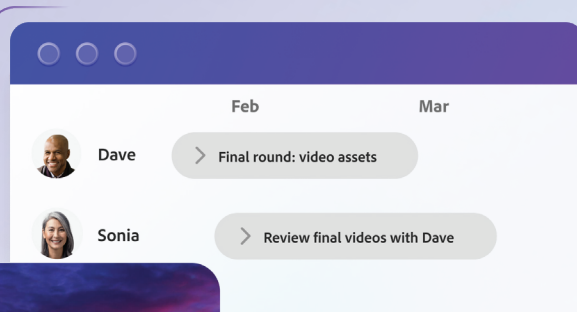 Feb Mar
Dave Final round: video assets
Sonia Review final videos with Dave